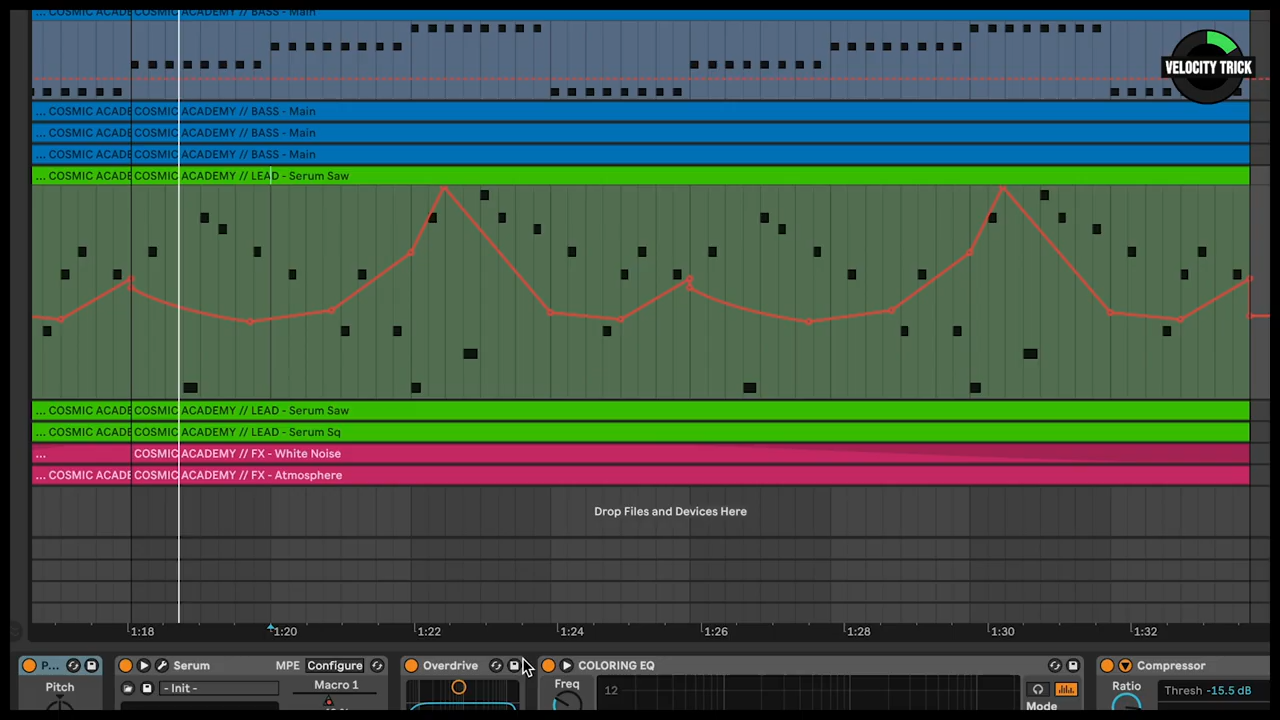 BASS - Main
VELOCITY TRICK
... COSMIC ACADE COSMIC ACADEMY // BASS - Main
... COSMIC ACADE COSMIC ACADEMY // BASS - Main
... COSMIC ACADE COSMIC ACADEMY // BASS - Main
... COSMIC ACADE COSMIC ACADEMY // LEAD - Serum Saw
... COSMIC ACADE COSMIC ACADEMY // LEAD - Serum Saw
... COSMIC ACADE COSMIC ACADEMY // LEAD - Serum Sq
... COSMIC ACADEMY // FX - White Noise
... COSMIC ACADE COSMIC ACADEMY // FX - Atmosphere
Drop Files and Devices Here
1:18 1:20 1:22 1:24 1:26 1:28 1:30 1:32
P... Serum MPE Configure Overdrive COLORING EQ Compressor
Pitch - Init - Macro 1 Freq 12 Ratio Thresh -15.5 dB
Mode